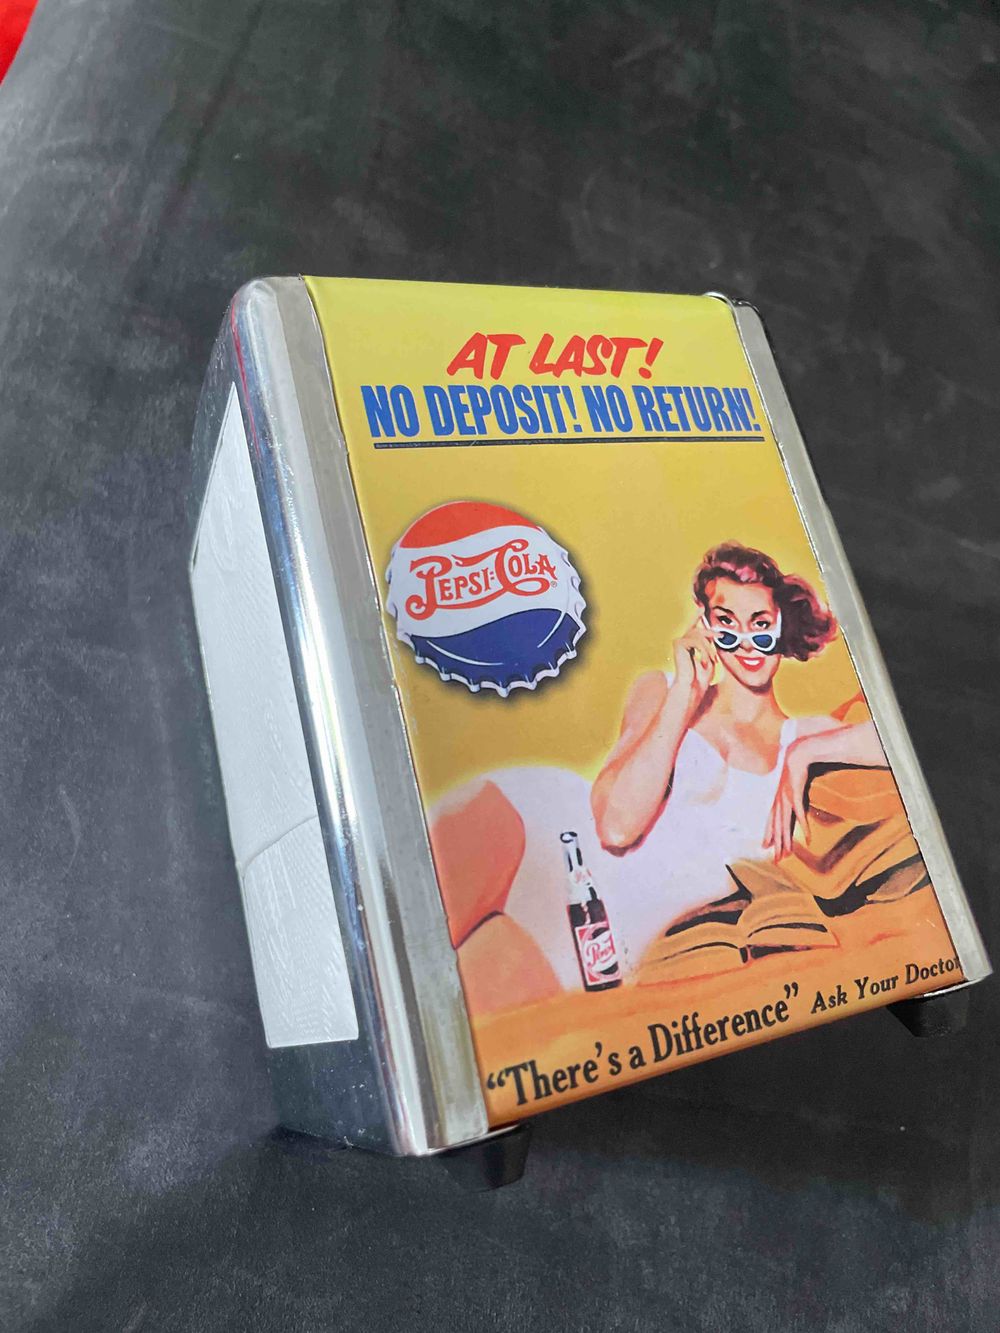 AT LAST!
NO DEPOSIT! NO RETURN!
PEPSI-COLA®
"There's a Difference" Ask Your Doctor